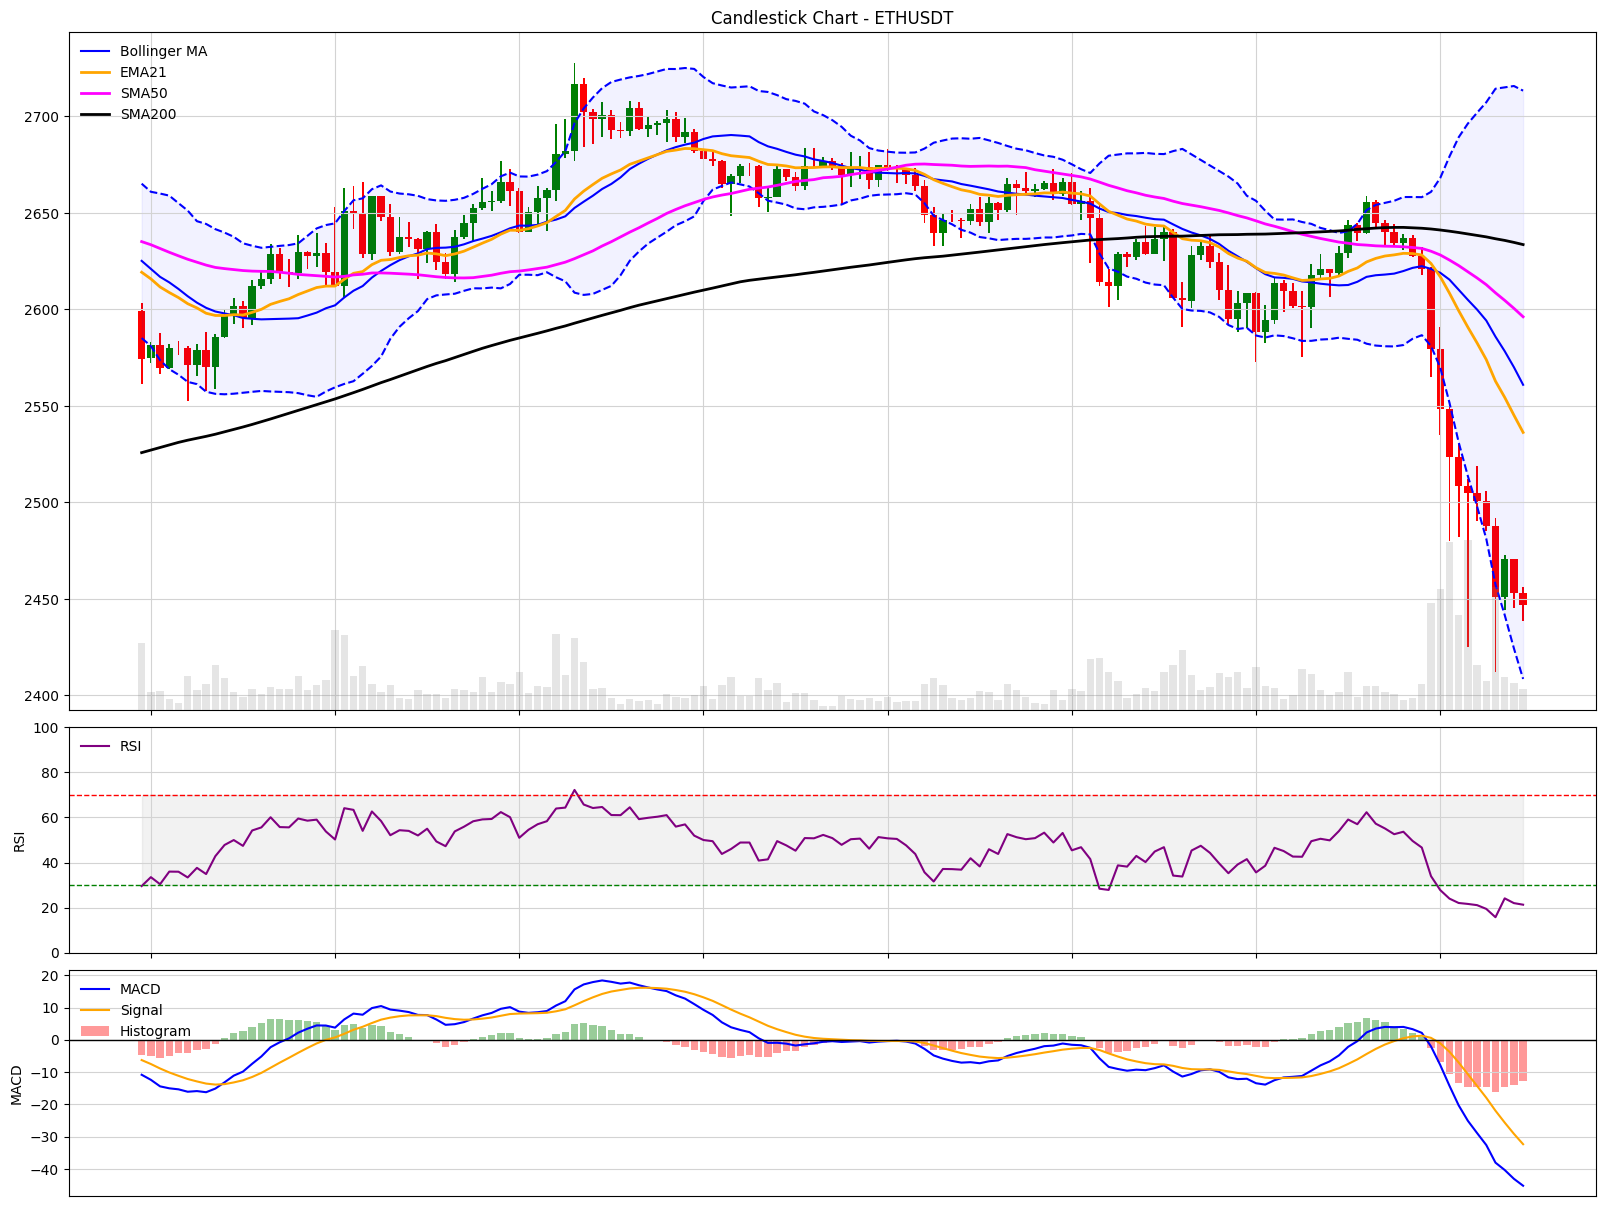 Candlestick Chart - ETHUSDT
Bollinger MA
EMA21
SMA50
SMA200
2700
2650
2600
2550
2500
2450
2400
100
80
60
40
20
0
RSI
RSI
20
10
0
−10
−20
−30
−40
MACD
MACD
Signal
Histogram